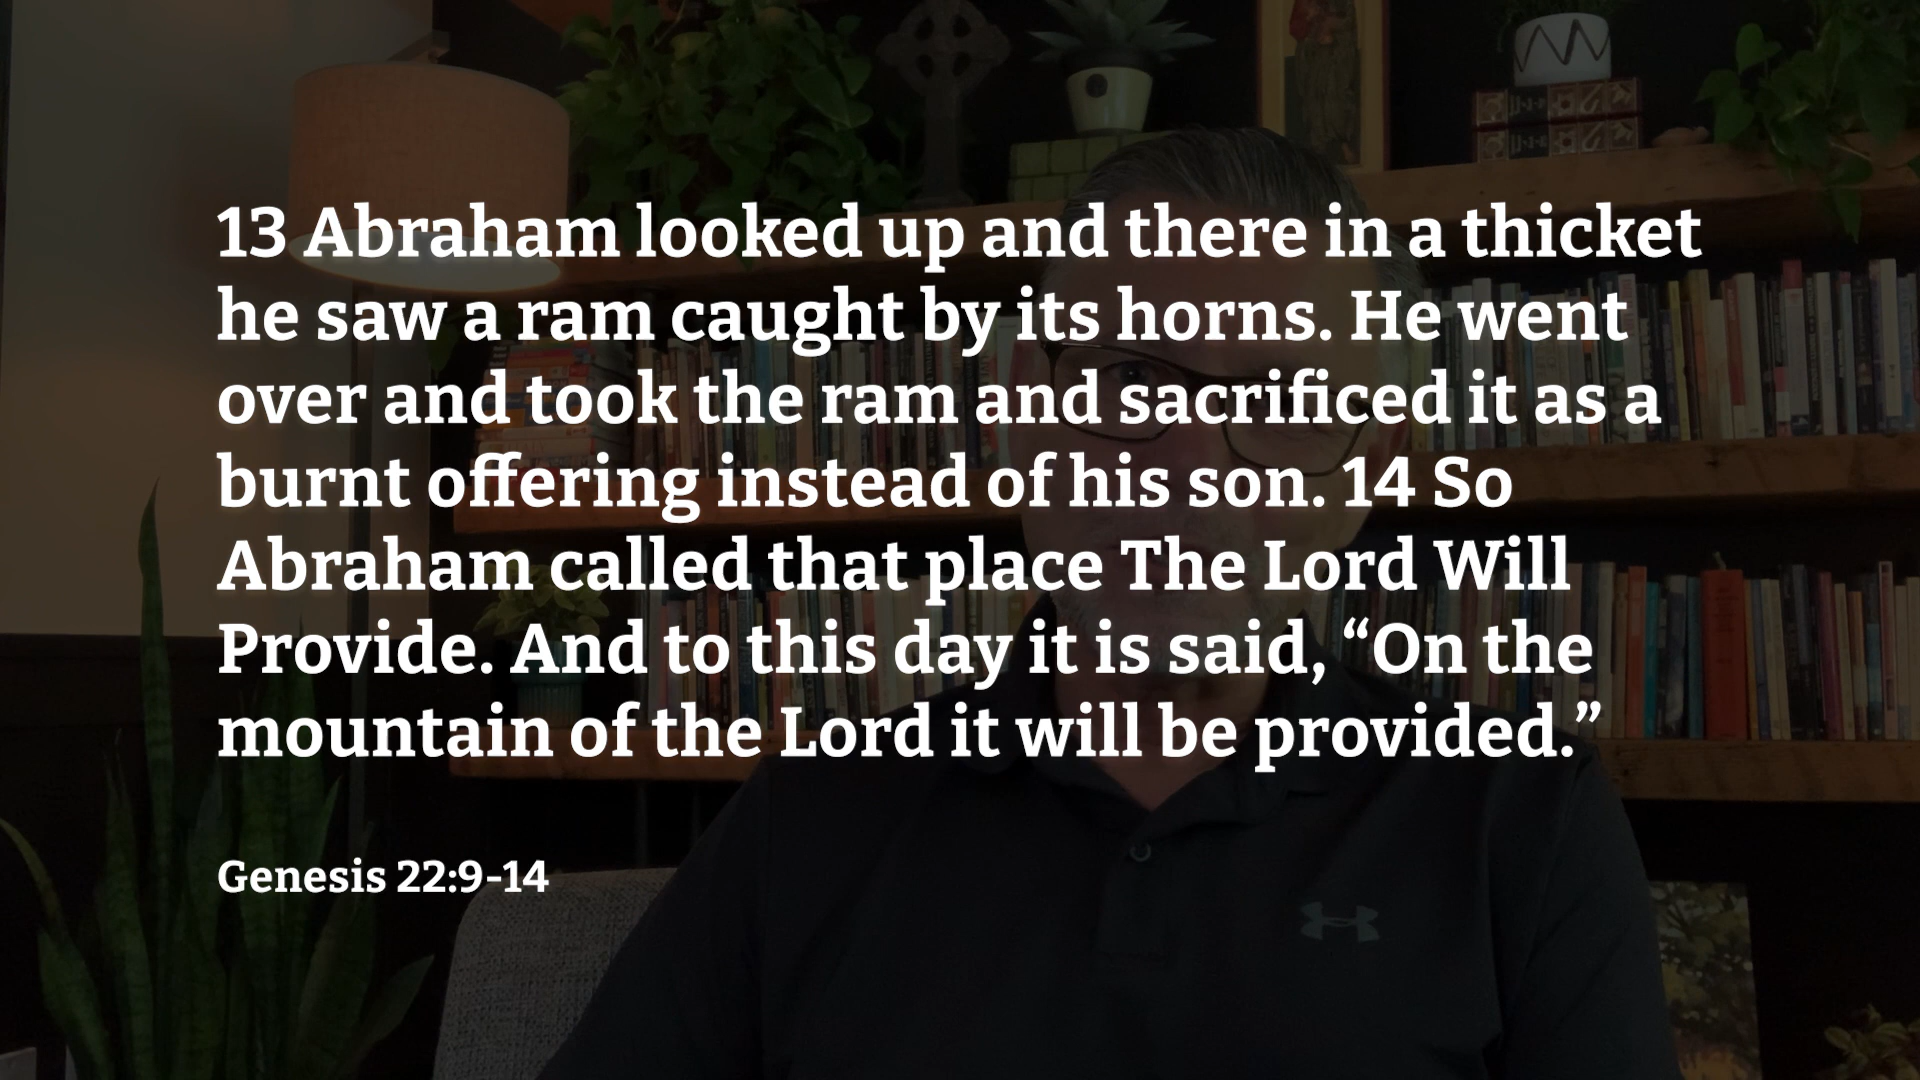 13 Abraham looked up and there in a thicket
he saw a ram caught by its horns. He went
over and took the ram and sacrificed it as a
burnt offering instead of his son. 14 So
Abraham called that place The Lord Will
Provide. And to this day it is said, “On the
mountain of the Lord it will be provided.”
Genesis 22:9-14